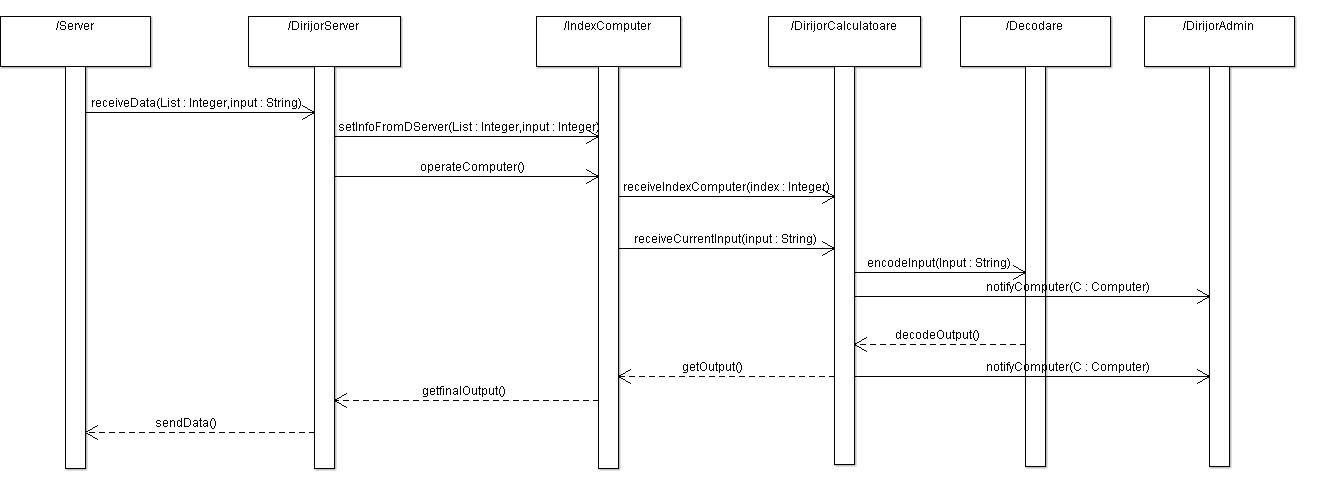 /Server
/DirijorServer
/IndexComputer
/DirijorCalculatoare
/Decodare
/DirijorAdmin
receiveData(List : Integer,input : String)
setInfoFromDServer(List : Integer,input : Integer)
operateComputer()
receiveIndexComputer(index : Integer)
receiveCurrentInput(input : String)
encodeInput(Input : String)
notifyComputer(C : Computer)
decodeOutput()
getOutput()
notifyComputer(C : Computer)
getfinalOutput()
sendData()